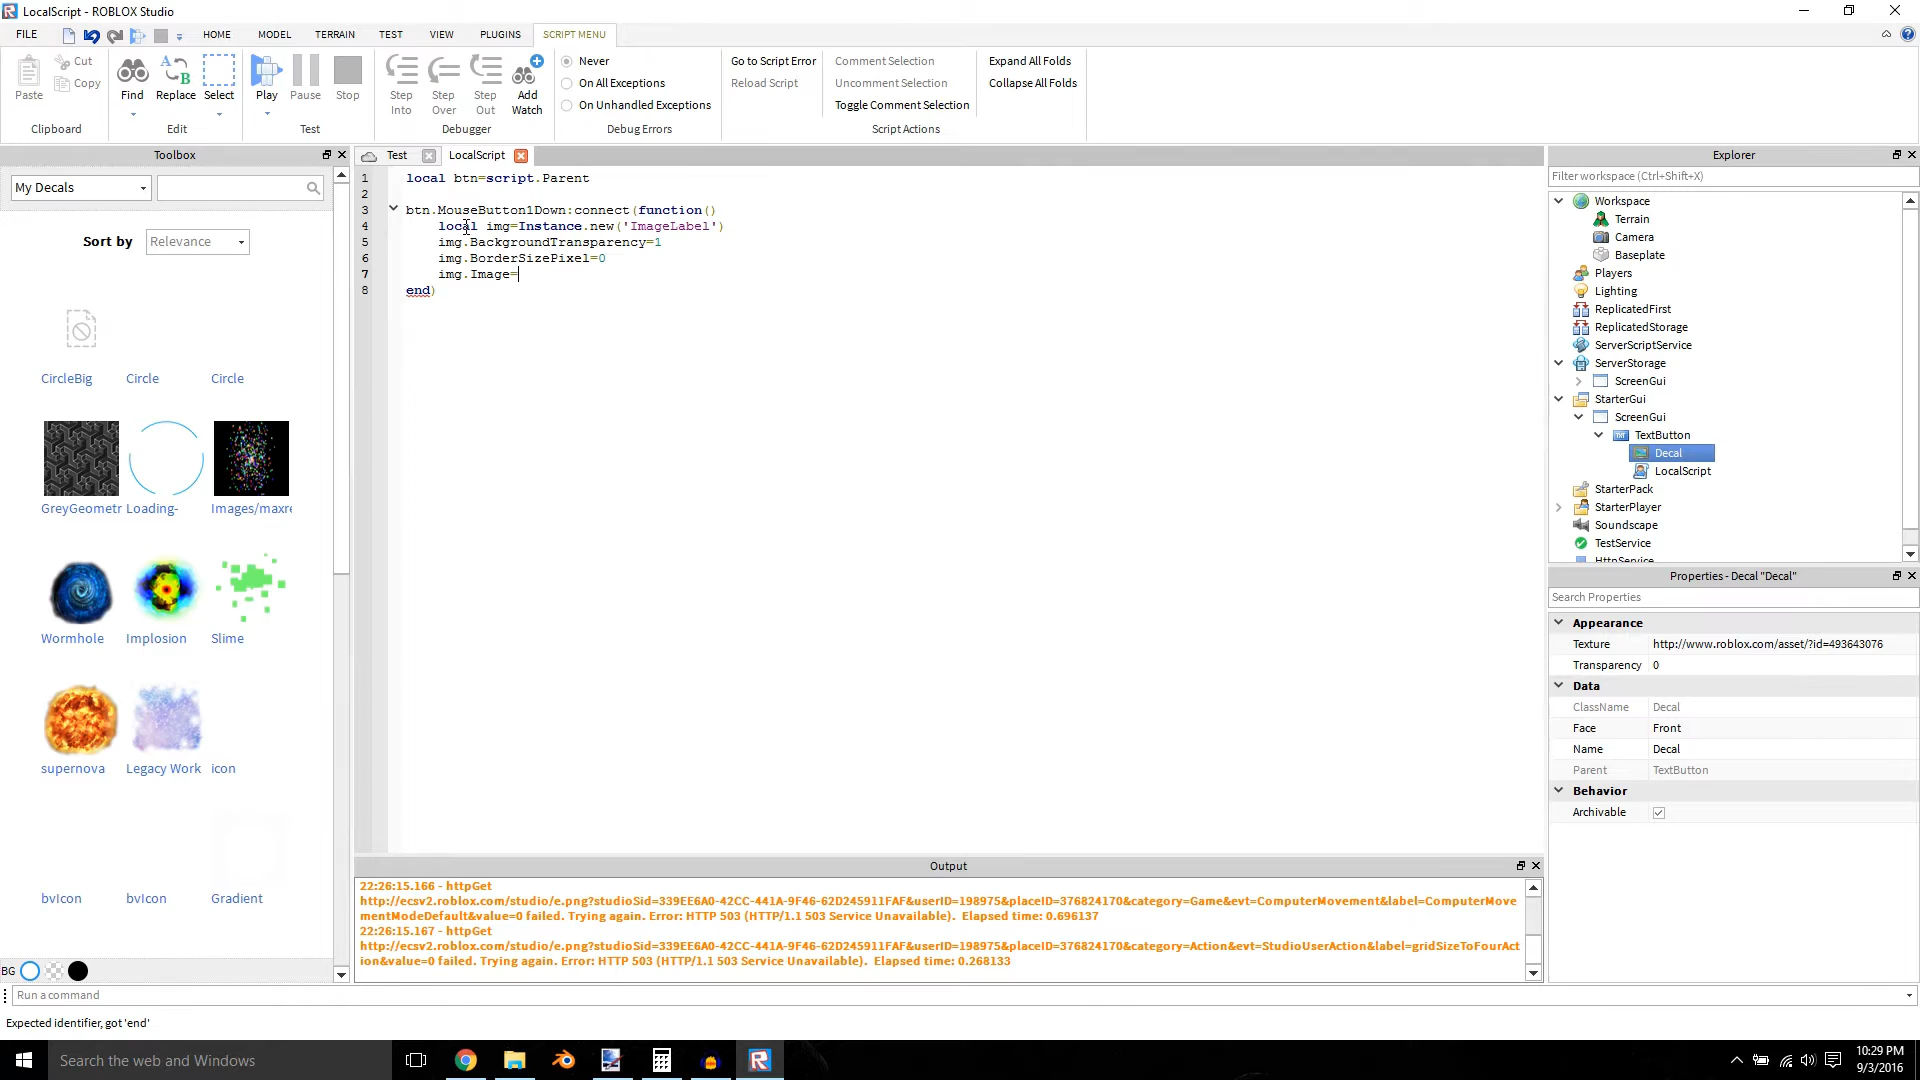 LocalScript - ROBLOX Studio
FILE
HOME
MODEL
TERRAIN
TEST
VIEW
PLUGINS
SCRIPT MENU
Paste
Cut
Copy
Clipboard
Find
Replace
Select
Edit
Play
Pause
Stop
Test
Step Into
Step Over
Step Out
Add Watch
Debugger
Never
On All Exceptions
On Unhandled Exceptions
Debug Errors
Go to Script Error
Reload Script
Comment Selection
Uncomment Selection
Toggle Comment Selection
Script Actions
Expand All Folds
Collapse All Folds
Toolbox
My Decals
Sort by
Relevance
CircleBig
Circle
Circle
GreyGeometr
Loading-
Images/maxre
Wormhole
Implosion
Slime
supernova
Legacy Work
icon
bvIcon
bvIcon
Gradient
BG
Test
LocalScript
1 local btn=script.Parent
2
3 btn.MouseButton1Down:connect(function()
4 local img=Instance.new('ImageLabel')
5 img.BackgroundTransparency=1
6 img.BorderSizePixel=0
7 img.Image=
8 end)
Output
22:26:15.166 - httpGet
http://ecsv2.roblox.com/studio/e.png?studioSid=339EE6A0-42CC-441A-9F46-62D245911FAF&userID=198975&placeID=376824170&category=Game&evt=ComputerMovement&label=ComputerMove
mentModeDefault&value=0 failed. Trying again. Error: HTTP 503 (HTTP/1.1 503 Service Unavailable). Elapsed time: 0.696137
22:26:15.167 - httpGet
http://ecsv2.roblox.com/studio/e.png?studioSid=339EE6A0-42CC-441A-9F46-62D245911FAF&userID=198975&placeID=376824170&category=Action&evt=StudioUserAction&label=gridSizeToFourAct
ion&value=0 failed. Trying again. Error: HTTP 503 (HTTP/1.1 503 Service Unavailable). Elapsed time: 0.268133
Explorer
Filter workspace (Ctrl+Shift+X)
Workspace
Terrain
Camera
Baseplate
Players
Lighting
ReplicatedFirst
ReplicatedStorage
ServerScriptService
ServerStorage
ScreenGui
StarterGui
ScreenGui
TextButton
Decal
LocalScript
StarterPack
StarterPlayer
Soundscape
TestService
HttpService
Properties - Decal "Decal"
Search Properties
Appearance
Texture http://www.roblox.com/asset/?id=493643076
Transparency 0
Data
ClassName Decal
Face Front
Name Decal
Parent TextButton
Behavior
Archivable
Run a command
Expected identifier, got 'end'
Search the web and Windows
10:29 PM
9/3/2016